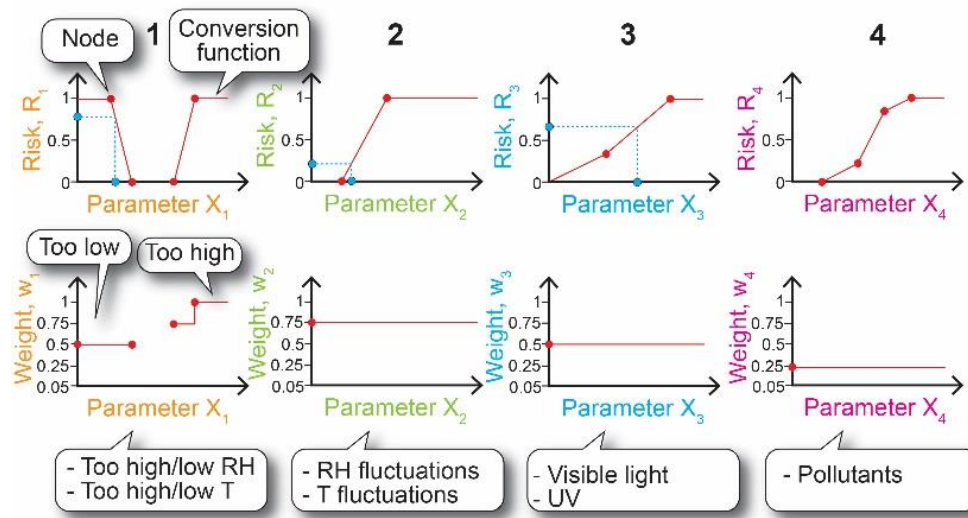 Node
1
Conversion
function
2
3
4
Risk, R1
1
0.5
0
Parameter X1
Risk, R2
1
0.5
0
Parameter X2
Risk, R3
1
0.5
0
Parameter X3
Risk, R4
1
0.5
0
Parameter X4
Too low
Too high
Weight, w1
1
0.75
0.5
0.25
0.05
Parameter X1
Weight, w2
1
0.75
0.5
0.25
0.05
Parameter X2
Weight, w3
1
0.75
0.5
0.25
0.05
Parameter X3
Weight, w4
1
0.75
0.5
0.25
0.05
Parameter X4
- Too high/low RH
- Too high/low T
- RH fluctuations
- T fluctuations
- Visible light
- UV
- Pollutants